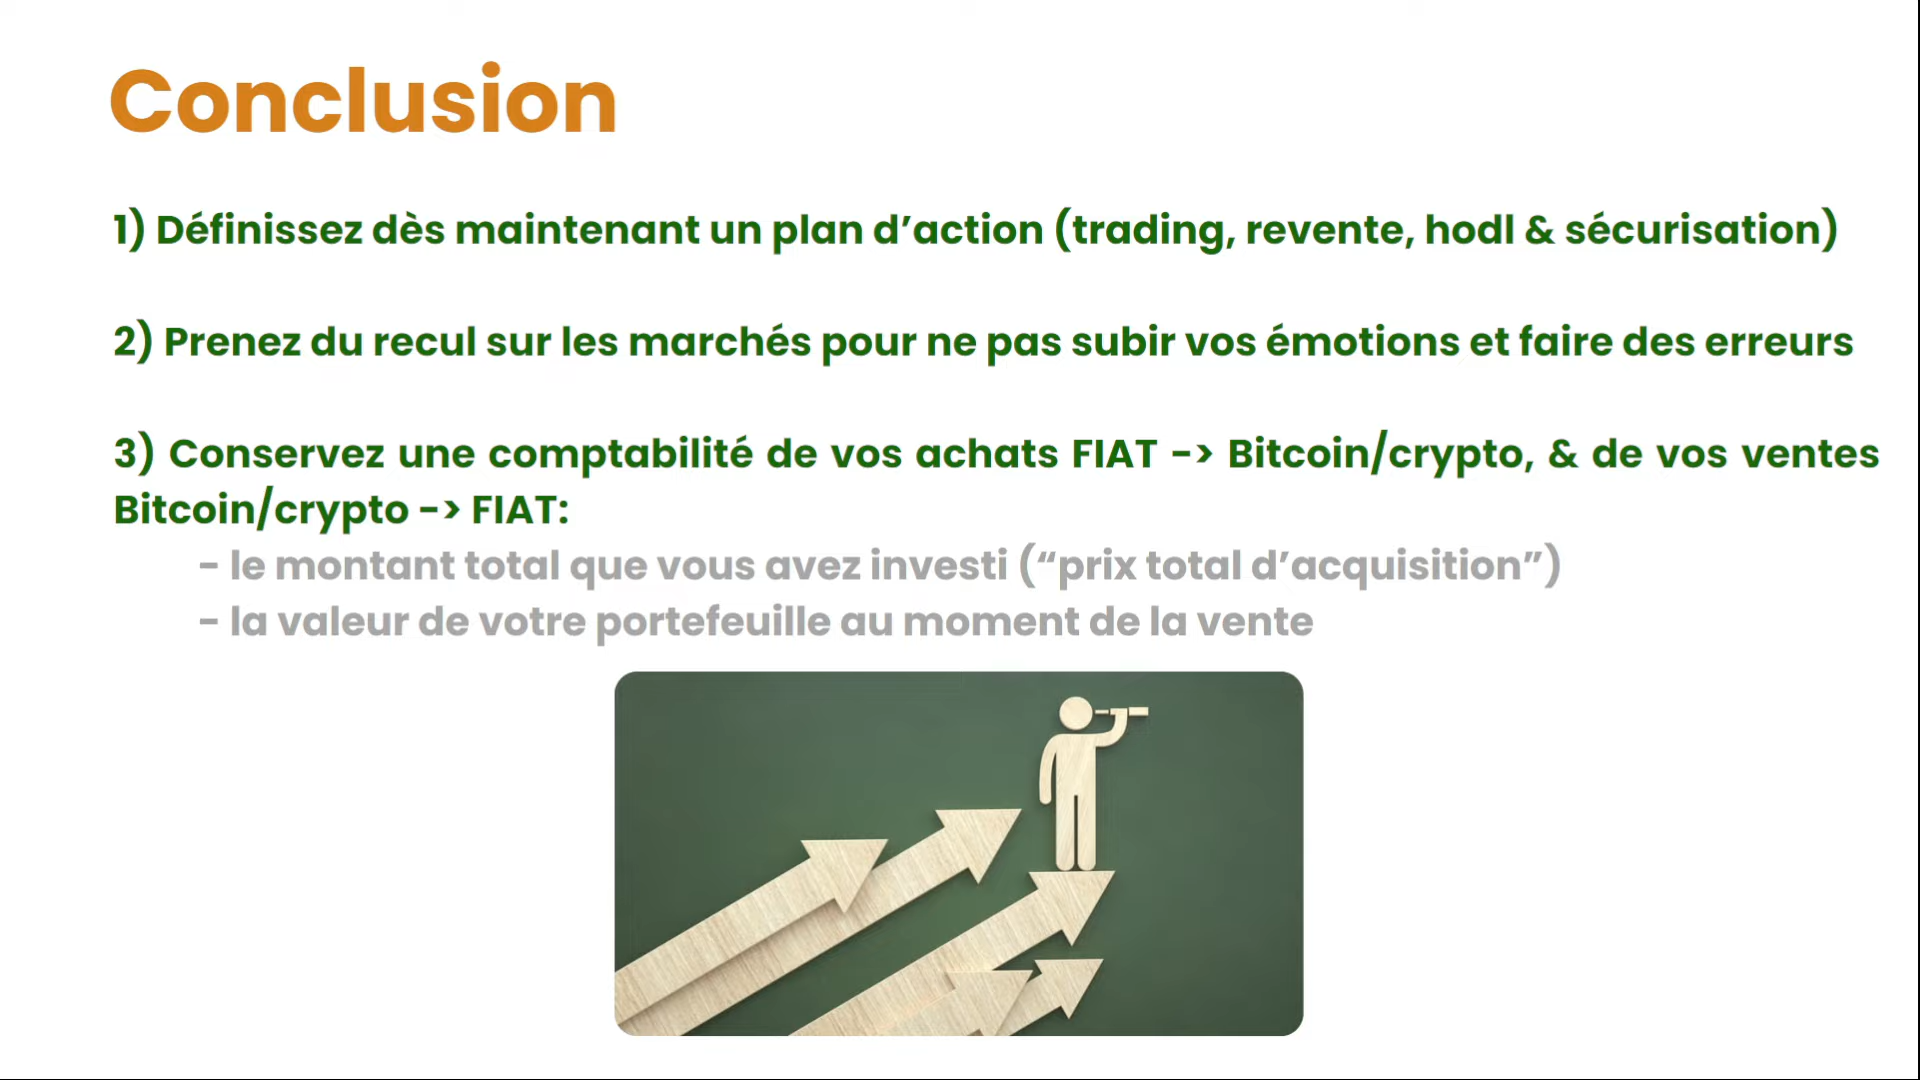 Conclusion
1) Définissez dès maintenant un plan d’action (trading, revente, hodl & sécurisation)
2) Prenez du recul sur les marchés pour ne pas subir vos émotions et faire des erreurs
3) Conservez une comptabilité de vos achats FIAT -> Bitcoin/crypto, & de vos ventes
Bitcoin/crypto -> FIAT:
- le montant total que vous avez investi (“prix total d’acquisition”)
- la valeur de votre portefeuille au moment de la vente